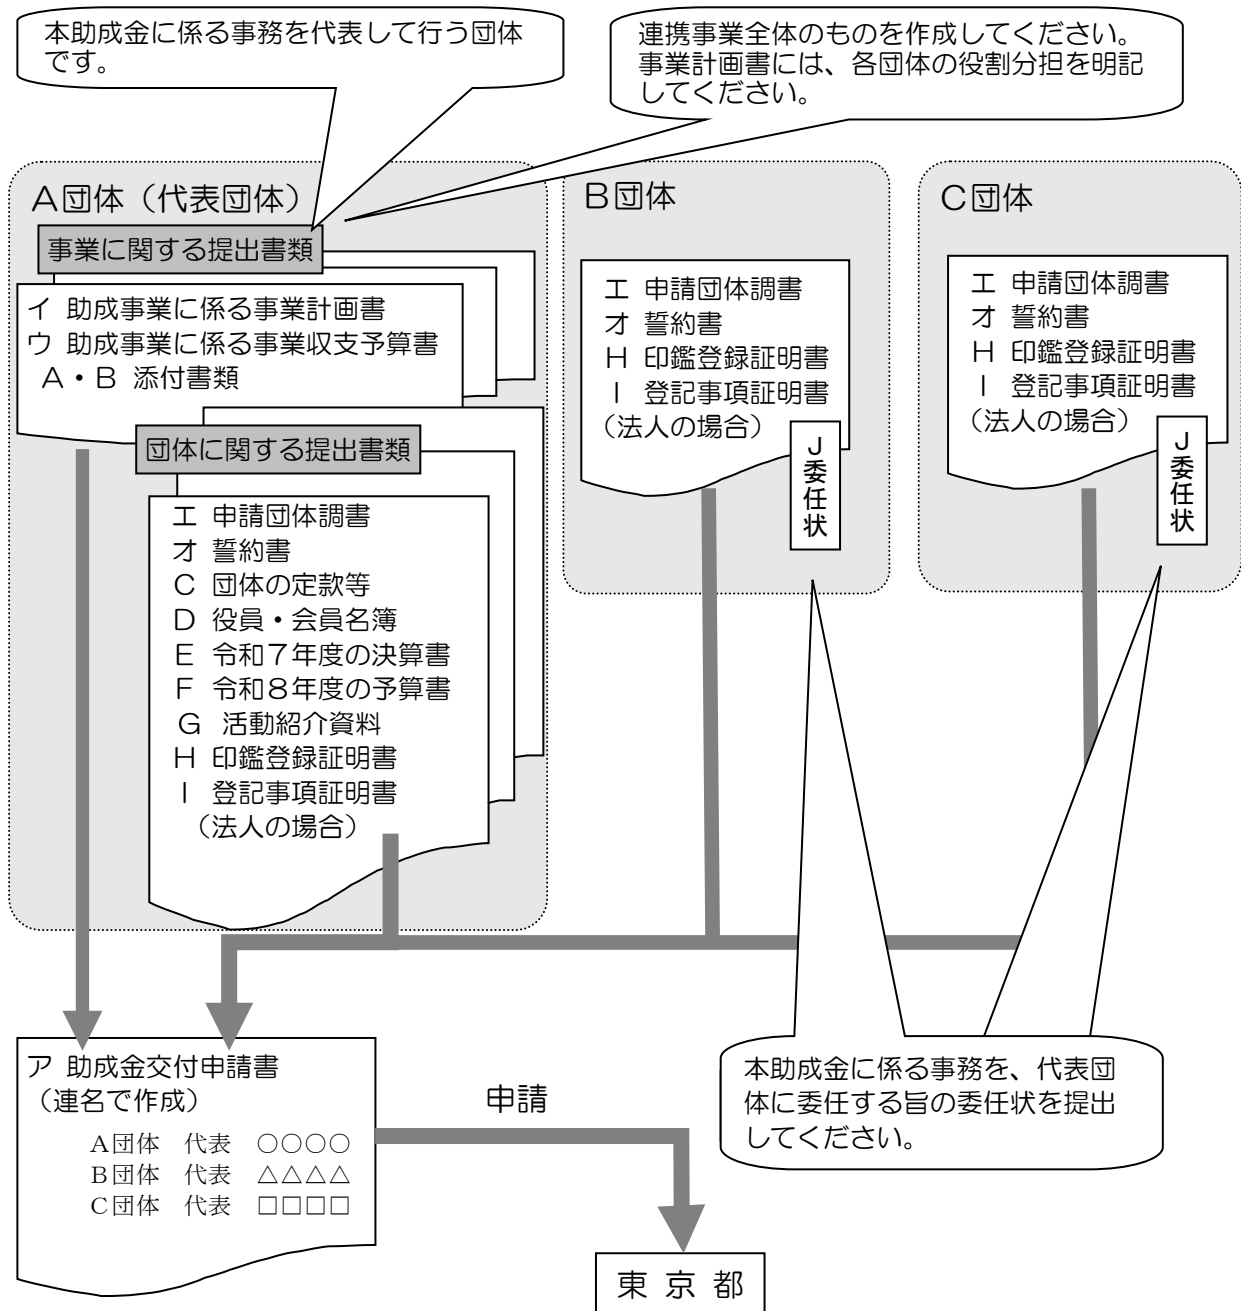 本助成金に係る事務を代表して行う団体
です。
連携事業全体のものを作成してください。
事業計画書には、各団体の役割分担を明記
してください。
A団体（代表団体）
事業に関する提出書類
イ 助成事業に係る事業計画書
ウ 助成事業に係る事業収支予算書
A・B 添付書類
団体に関する提出書類
エ 申請団体調書
オ 誓約書
C 団体の定款等
D 役員・会員名簿
E 令和7年度の決算書
F 令和8年度の予算書
G 活動紹介資料
H 印鑑登録証明書
I 登記事項証明書
（法人の場合）
B団体
エ 申請団体調書
オ 誓約書
H 印鑑登録証明書
I 登記事項証明書
（法人の場合）
J委任状
C団体
エ 申請団体調書
オ 誓約書
H 印鑑登録証明書
I 登記事項証明書
（法人の場合）
J委任状
本助成金に係る事務を、代表団
体に委任する旨の委任状を提出
してください。
ア 助成金交付申請書
（連名で作成）
A団体 代表 ○○○○
B団体 代表 △△△△
C団体 代表 □□□□
申請
東 京 都